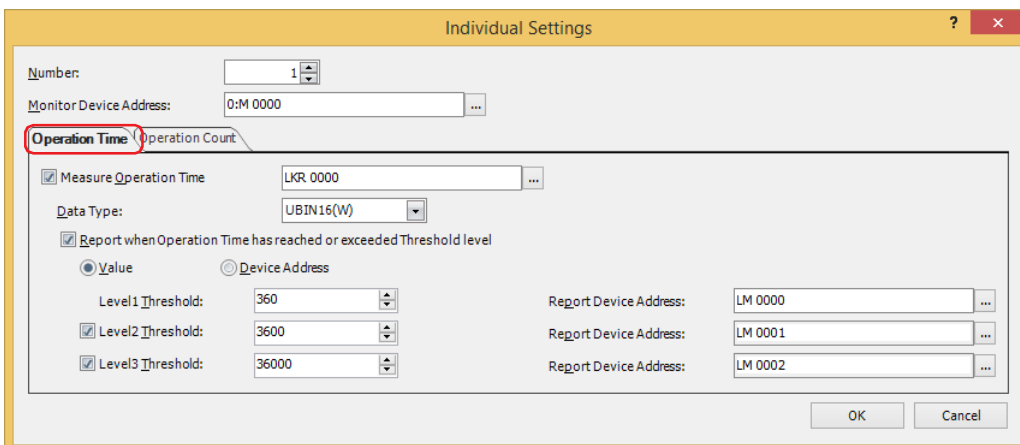 Individual Settings ? ×
Number: 1
Monitor Device Address: 0:M 0000 ...
Operation Time Operation Count
Measure Operation Time LKR 0000 ...
Data Type: UBIN16(W)
Report when Operation Time has reached or exceeded Threshold level
Value Device Address
Level1 Threshold: 360 Report Device Address: LM 0000 ...
Level2 Threshold: 3600 Report Device Address: LM 0001 ...
Level3 Threshold: 36000 Report Device Address: LM 0002 ...
OK Cancel